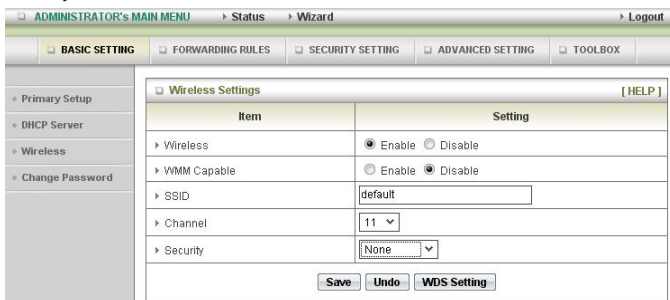 ADMINISTRATOR's MAIN MENU Status Wizard Logout
BASIC SETTING FORWARDING RULES SECURITY SETTING ADVANCED SETTING TOOLBOX
Primary Setup
DHCP Server
Wireless
Change Password
Wireless Settings [ HELP ]
Item Setting
Wireless Enable Disable
WMM Capable Enable Disable
SSID default
Channel 11
Security None
Save Undo WDS Setting